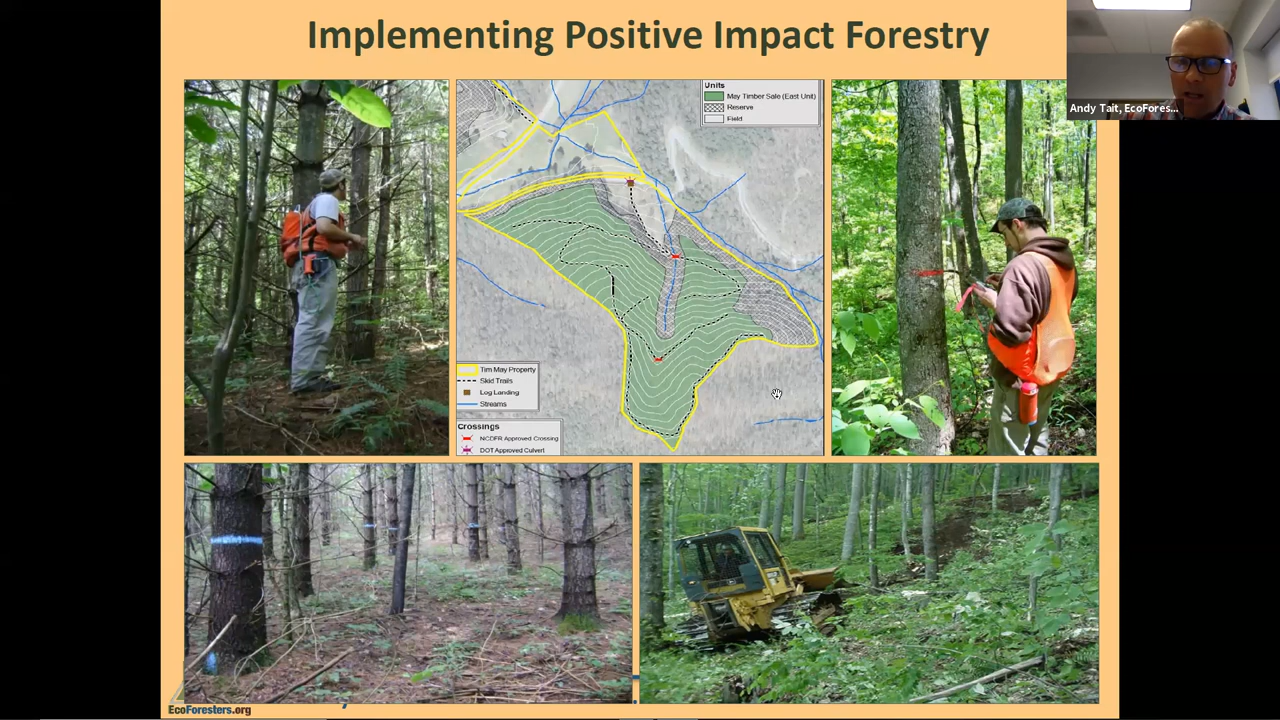 Implementing Positive Impact Forestry
Andy Tait, EcoFores...
Units
May Timber Sale (East Unit)
Reserve
Field
Tim May Property
Skid Trails
Log Landing
Streams
Crossings
NCDFR Approved Crossing
DOT Approved Culvert
EcoForesters.org